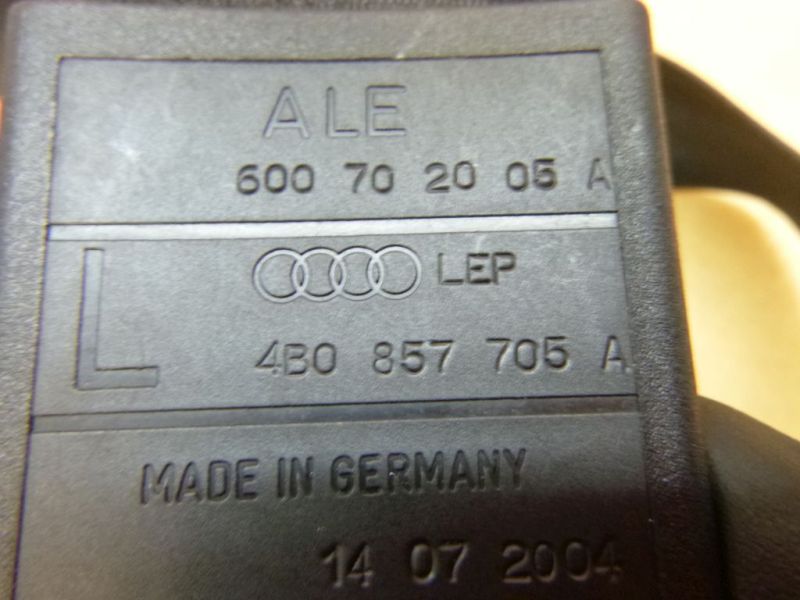 ALE
600 70 20 05 A
L
LEP
4B0 857 705 A
MADE IN GERMANY
14 07 2004